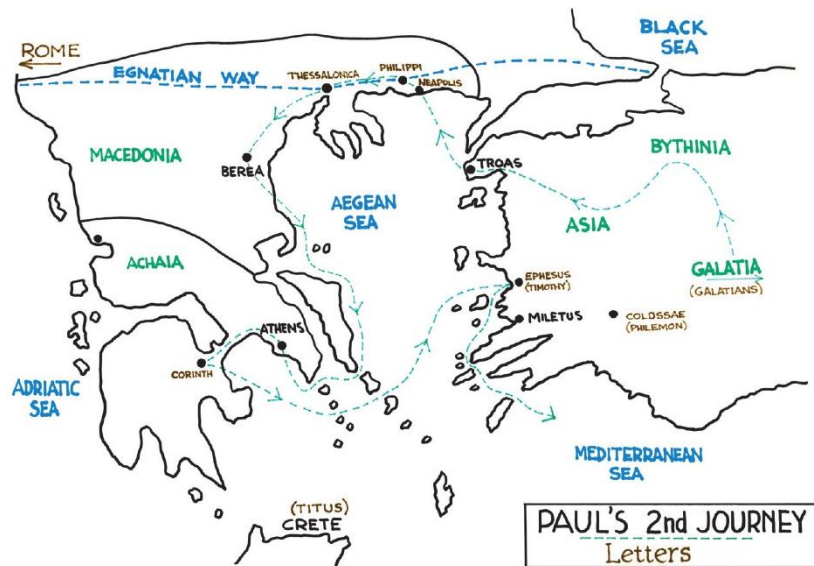 BLACK
SEA
ROME
EGNATIAN WAY
THESSALONICA
PHILIPPI
NEAPOLIS
MACEDONIA
BEREA
TROAS
BYTHINIA
AEGEAN
SEA
ASIA
ACHAIA
GALATIA
(GALATIANS)
EPHESUS
(TIMOTHY)
MILETUS
COLOSSAE
(PHILEMON)
ATHENS
CORINTH
ADRIATIC
SEA
MEDITERRANEAN
SEA
(TITUS)
CRETE
PAUL'S 2nd JOURNEY
Letters